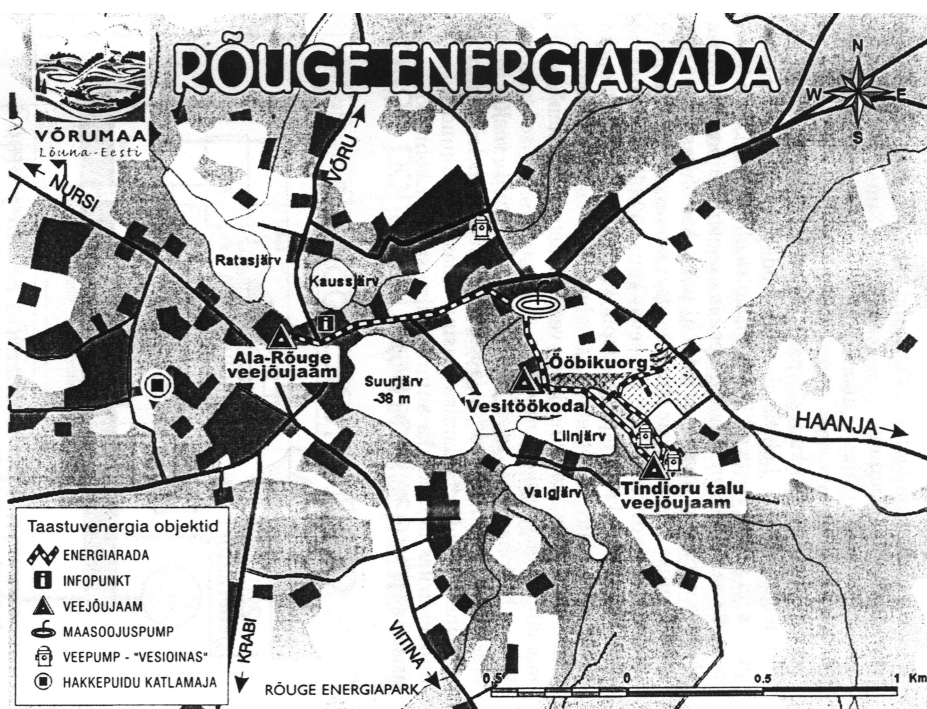 RÕUGE ENERGIARADA
VÕRUMAA
Lõuna-Eesti
N
W
E
S
NURSI
VÕRU
Ratasjärv
Kaussjärv
Ala-Rõuge
veejõujaam
Suurjärv
-38 m
Ööbikuorg
Vesitöökoda
Liinjärv
HAANJA
Valgjärv
Tindioru talu
veejõujaam
Taastuvenergia objektid
ENERGIARADA
INFOPUNKT
VEEJÕUJAAM
MAASOOJUSPUMP
VEEPUMP - "VESIOINAS"
HAKKEPUIDU KATLAMAJA
KRABI
VIITINA
RÕUGE ENERGIAPARK
0.5 0 0.5 1 Km